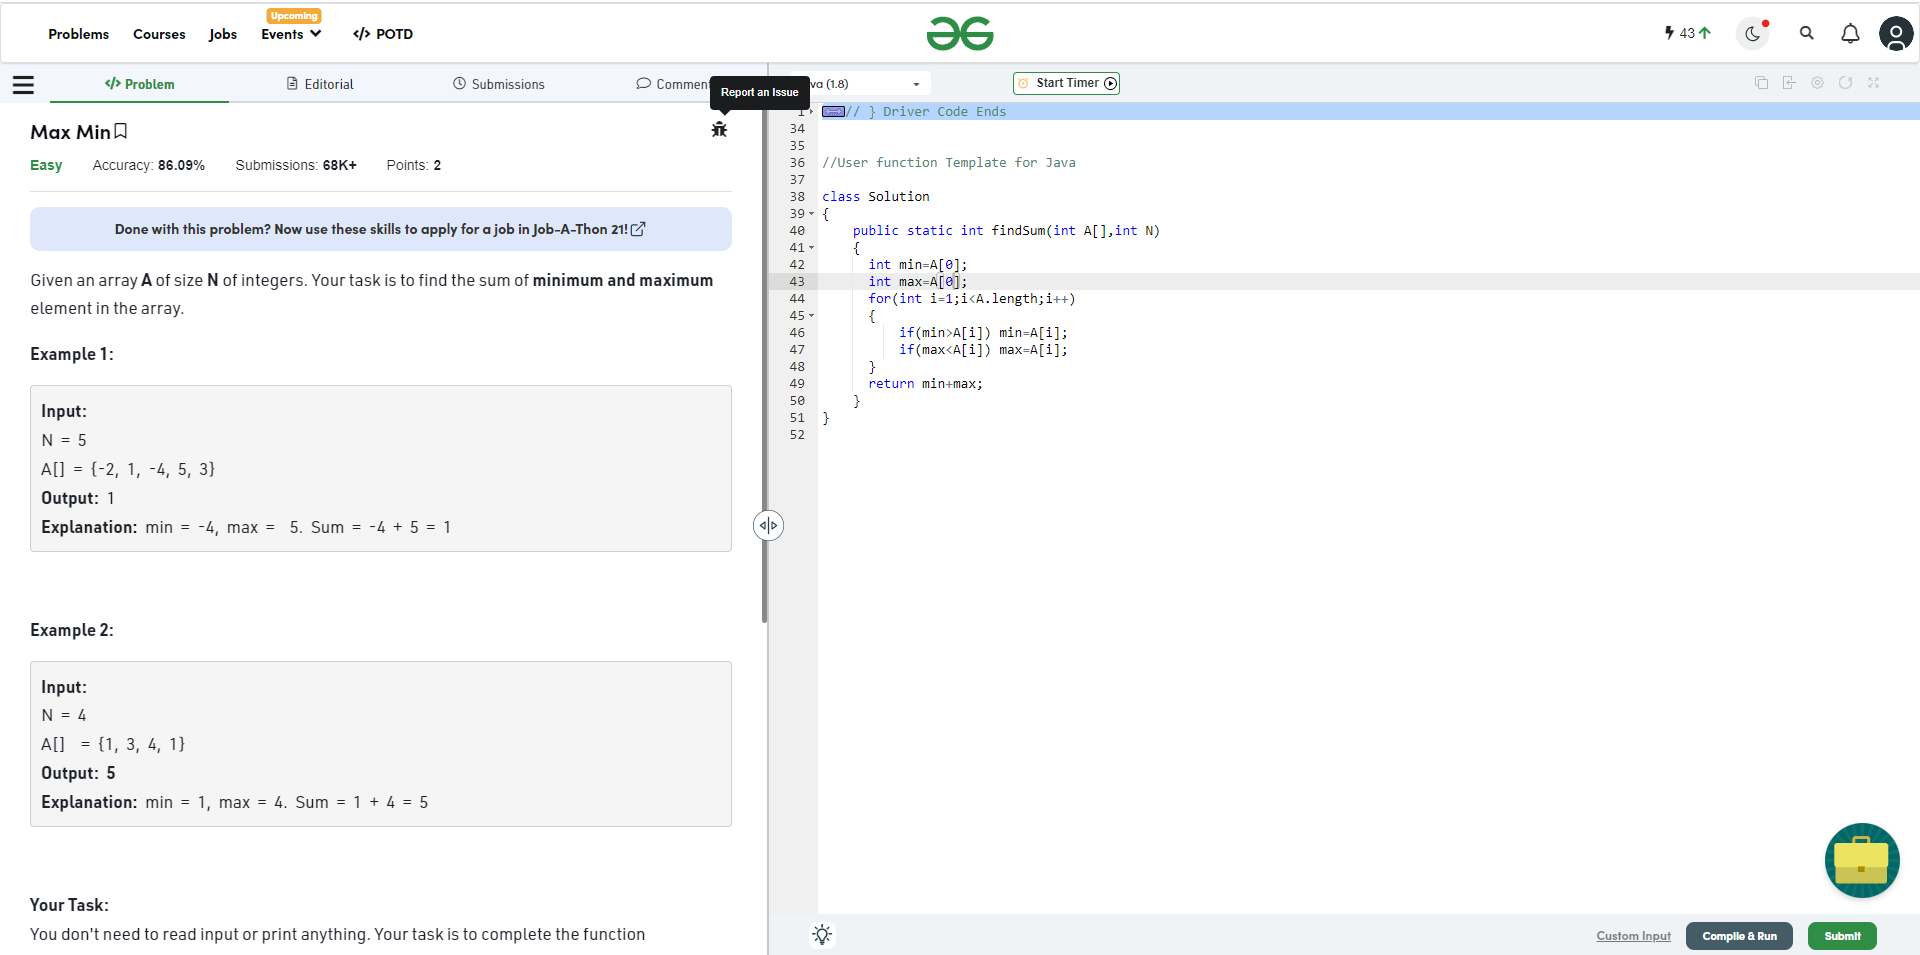 Problems Courses Jobs Events POTD
Upcoming
43
Problem Editorial Submissions Comment
Report an Issue
va (1.8)
Start Timer
Max Min
Easy Accuracy: 86.09% Submissions: 68K+ Points: 2
Done with this problem? Now use these skills to apply for a job in Job-A-Thon 21!
Given an array A of size N of integers. Your task is to find the sum of minimum and maximum
element in the array.
Example 1:
Input:
N = 5
A[] = {-2, 1, -4, 5, 3}
Output: 1
Explanation: min = -4, max = 5. Sum = -4 + 5 = 1
Example 2:
Input:
N = 4
A[] = {1, 3, 4, 1}
Output: 5
Explanation: min = 1, max = 4. Sum = 1 + 4 = 5
Your Task:
You don't need to read input or print anything. Your task is to complete the function
1 // } Driver Code Ends
34
35
36 //User function Template for Java
37
38 class Solution
39 {
40 public static int findSum(int A[],int N)
41 {
42 int min=A[0];
43 int max=A[0];
44 for(int i=1;i<A.length;i++)
45 {
46 if(min>A[i]) min=A[i];
47 if(max<A[i]) max=A[i];
48 }
49 return min+max;
50 }
51 }
52
Custom Input Compile & Run Submit